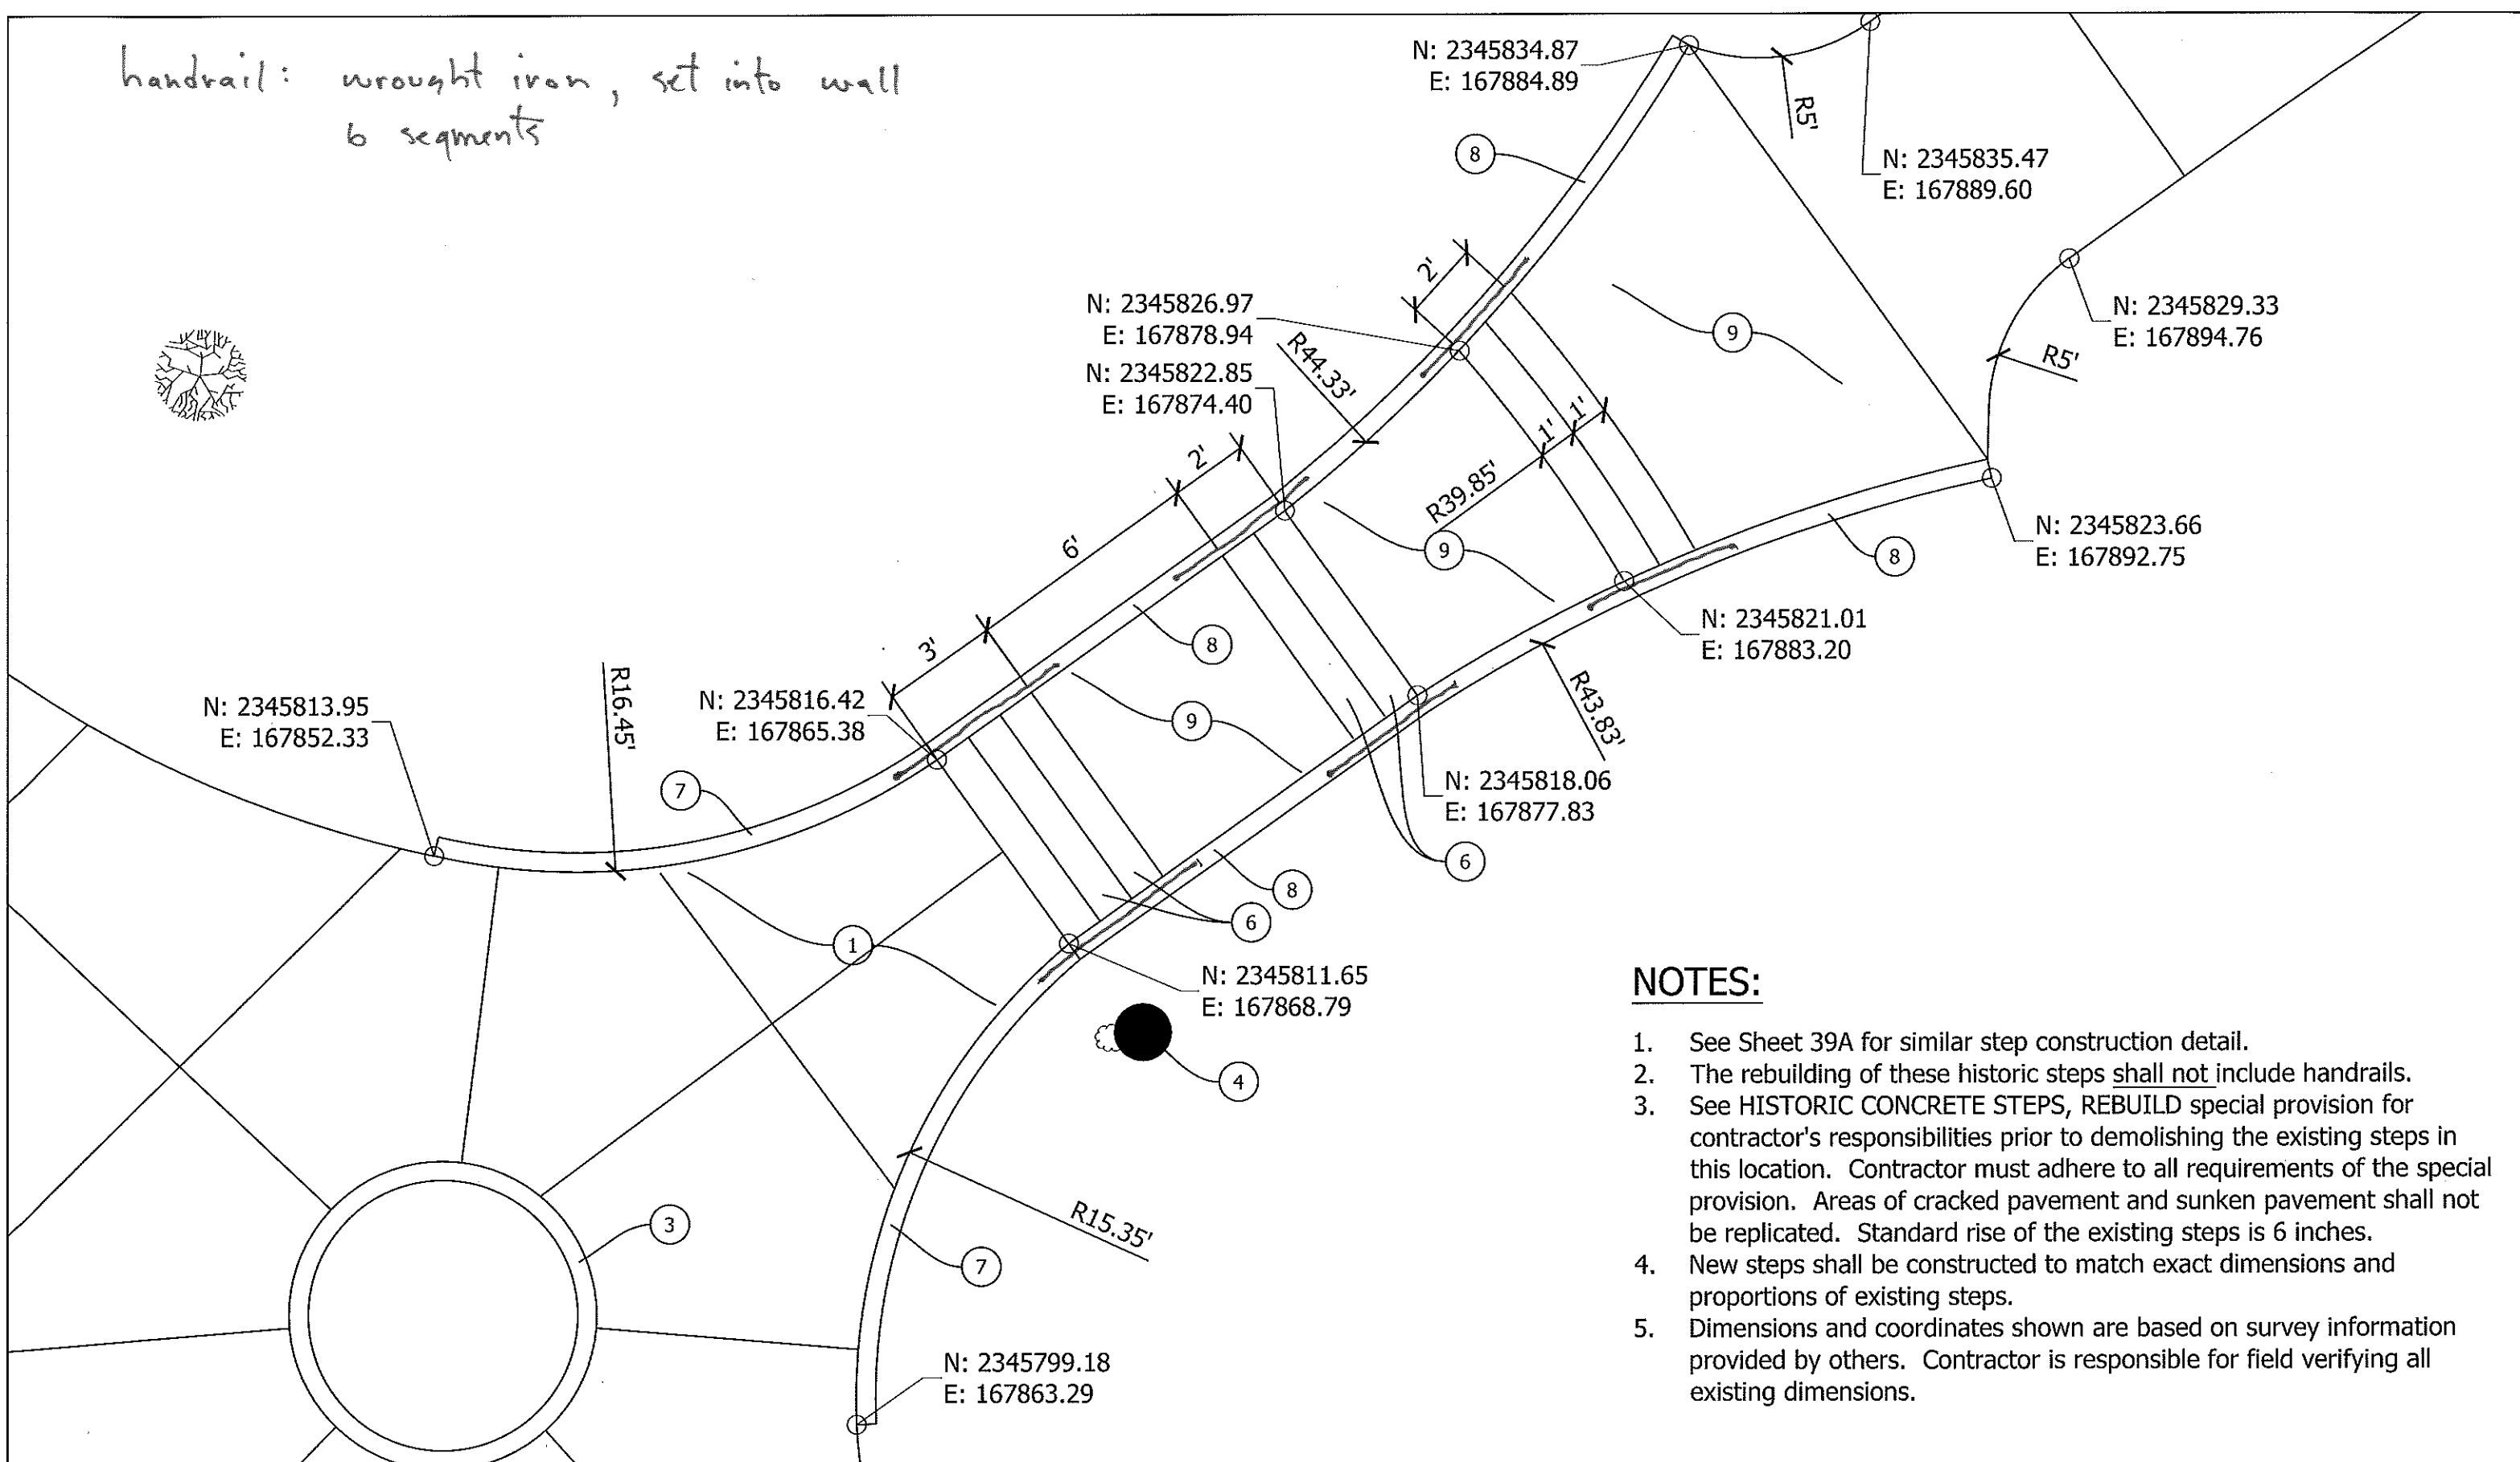 handrail: wrought iron, set into wall
6 segments
N: 2345834.87
E: 167884.89
R5'
8
N: 2345835.47
E: 167889.60
2'
N: 2345826.97
E: 167878.94
9
N: 2345829.33
E: 167894.76
R5'
R44.33'
N: 2345822.85
E: 167874.40
1'
1'
2'
R39.85'
6'
9
N: 2345823.66
E: 167892.75
8
3'
8
N: 2345821.01
E: 167883.20
R16.45'
N: 2345813.95
E: 167852.33
N: 2345816.42
E: 167865.38
9
R43.83'
7
N: 2345818.06
E: 167877.83
6
8
6
1
N: 2345811.65
E: 167868.79
4
R15.35'
3
7
N: 2345799.18
E: 167863.29
NOTES:
1. See Sheet 39A for similar step construction detail.
2. The rebuilding of these historic steps shall not include handrails.
3. See HISTORIC CONCRETE STEPS, REBUILD special provision for
contractor's responsibilities prior to demolishing the existing steps in
this location. Contractor must adhere to all requirements of the special
provision. Areas of cracked pavement and sunken pavement shall not
be replicated. Standard rise of the existing steps is 6 inches.
4. New steps shall be constructed to match exact dimensions and
proportions of existing steps.
5. Dimensions and coordinates shown are based on survey information
provided by others. Contractor is responsible for field verifying all
existing dimensions.